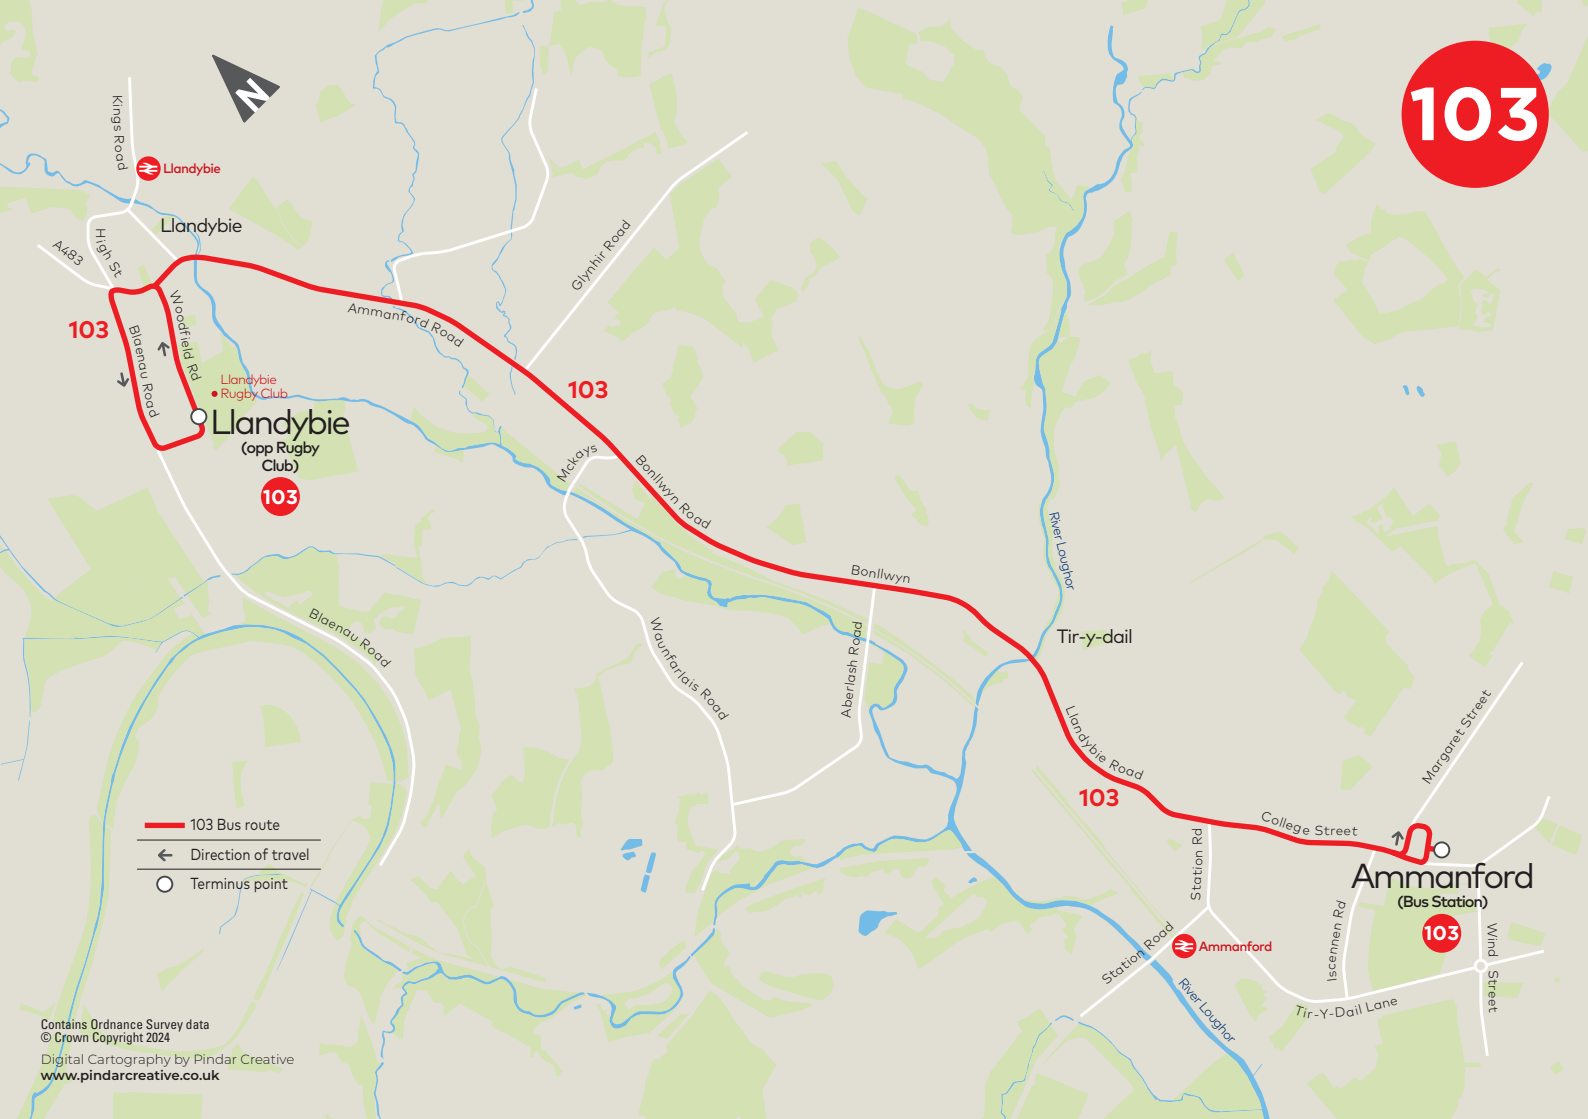 103
N
Kings Road
Llandybie
Llandybie
A483
High St
Glynhir Road
Woodfield Rd
Ammanford Road
103
Blaenau Road
Llandybie
Rugby Club
103
Llandybie
(opp Rugby
Club)
103
Mckays
Bonllwyn Road
River Loughor
Bonllwyn
Blaenau Road
Waunfarlais Road
Aberlash Road
Tir-y-dail
Llandybie Road
103
Margaret Street
College Street
103 Bus route
Direction of travel
Terminus point
Station Rd
Ammanford
(Bus Station)
103
Iscennen Rd
Wind Street
Station Road
Ammanford
River Loughor
Tir-Y-Dail Lane
Contains Ordnance Survey data
© Crown Copyright 2024
Digital Cartography by Pindar Creative
www.pindarcreative.co.uk